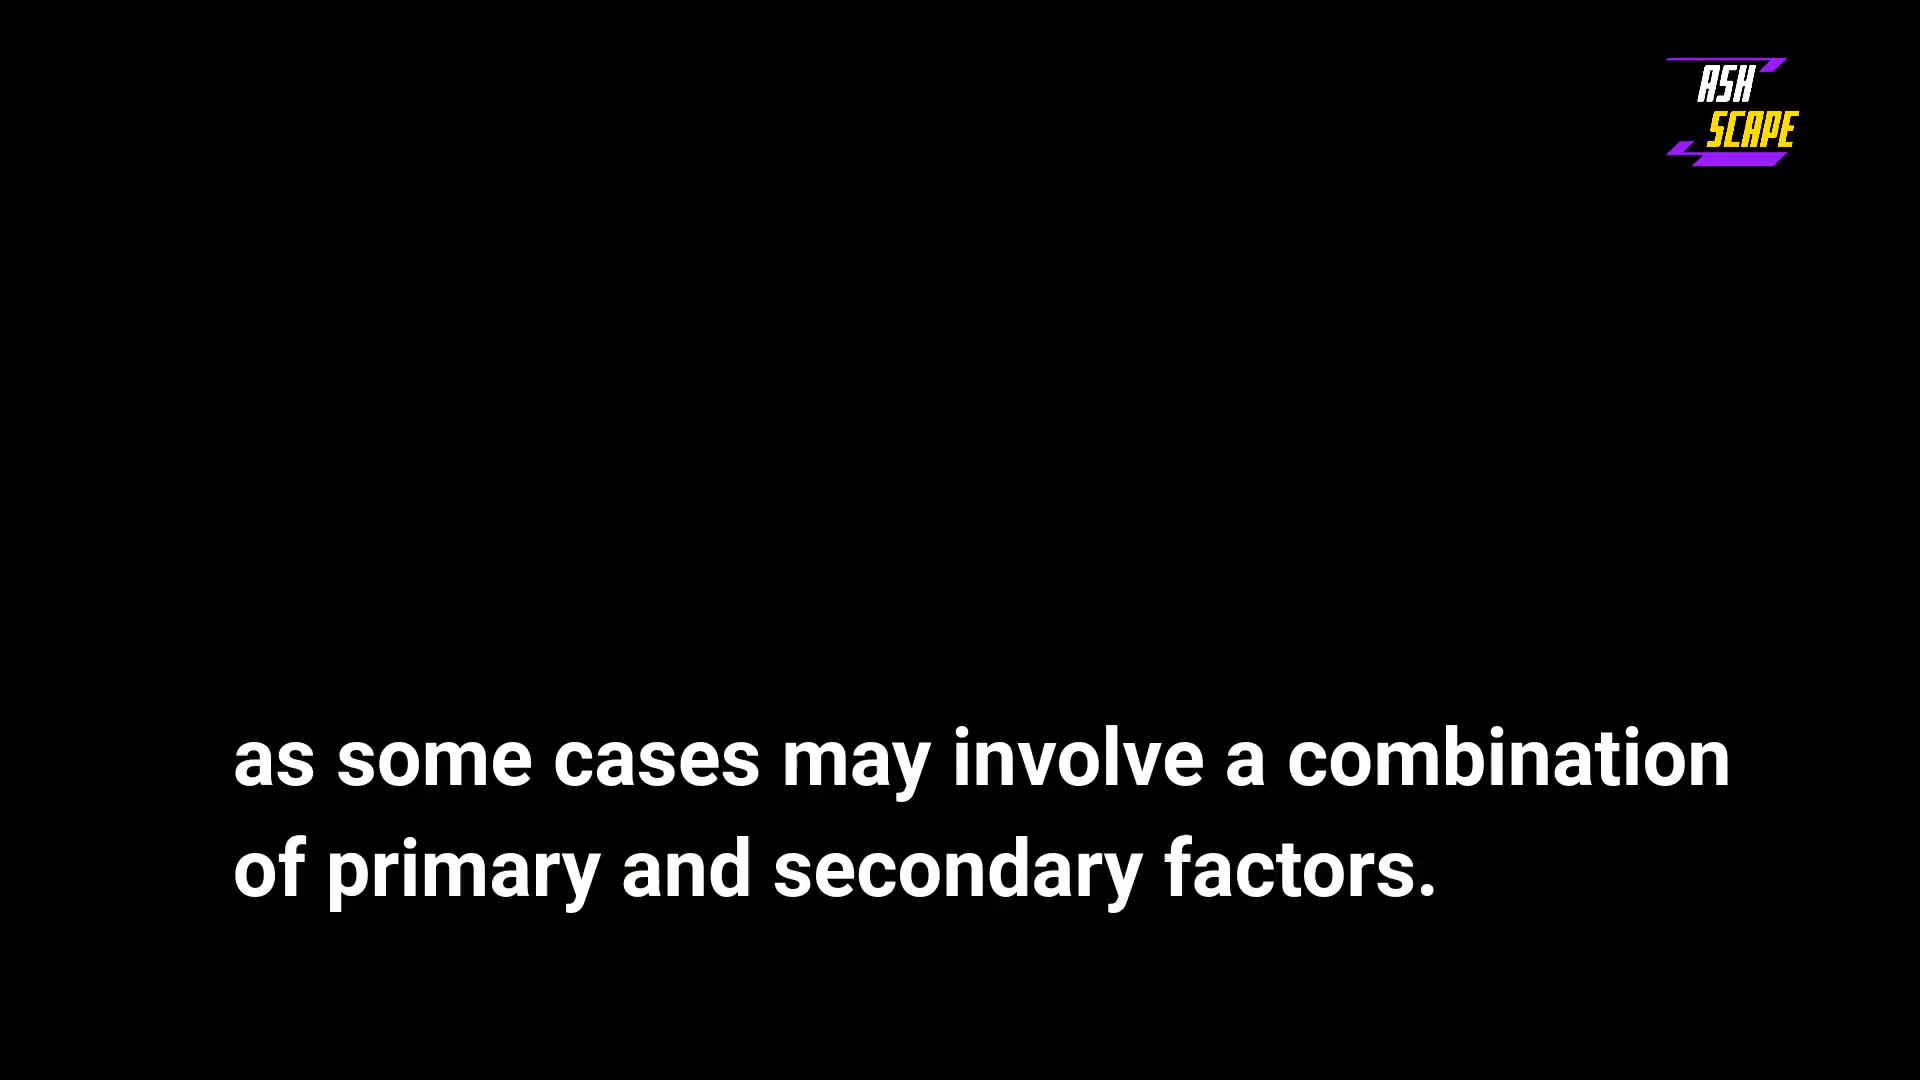 ASH
SCAPE
as some cases may involve a combination
of primary and secondary factors.